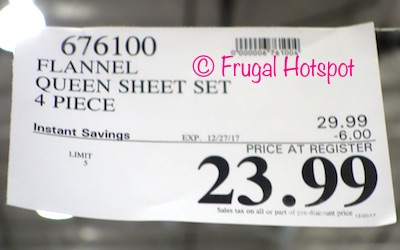 676100
0000006761004
© Frugal Hotspot
FLANNEL
QUEEN SHEET SET
4 PIECE
29.99
Instant Savings EXP. 12/27/17 -6.00
LIMIT
5
PRICE AT REGISTER
23.99
Sales tax on all or part of pre-discount price